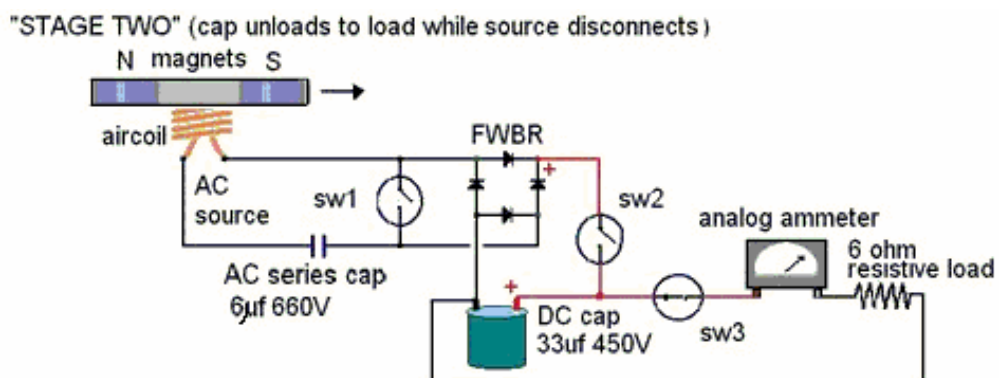 "STAGE TWO" (cap unloads to load while source disconnects)
N magnets S
aircoil
FWBR
+
AC
source
sw1
sw2
analog ammeter
6 ohm
resistive load
AC series cap
6µf 660V
+
DC cap
33uf 450V
sw3